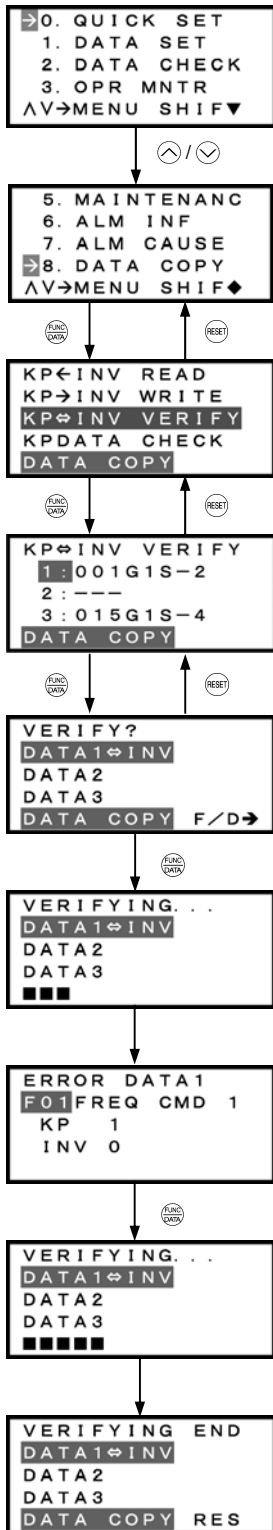 →0. QUICK SET
1. DATA SET
2. DATA CHECK
3. OPR MNTR
∧∨→MENU SHIF▼
∧ / ∨
5. MAINTENANC
6. ALM INF
7. ALM CAUSE
→8. DATA COPY
∧∨→MENU SHIF◆
FUNC DATA RESET
KP←INV READ
KP→INV WRITE
KP⇔INV VERIFY
KPDATA CHECK
DATA COPY
FUNC DATA RESET
KP⇔INV VERIFY
1:001G1S-2
2:---
3:015G1S-4
DATA COPY
FUNC DATA RESET
VERIFY?
DATA1⇔INV
DATA2
DATA3
DATA COPY F/D→
FUNC DATA
VERIFYING...
DATA1⇔INV
DATA2
DATA3
■■■
ERROR DATA1
F01FREQ CMD 1
KP 1
INV 0
FUNC DATA
VERIFYING...
DATA1⇔INV
DATA2
DATA3
■■■■■
VERIFYING END
DATA1⇔INV
DATA2
DATA3
DATA COPY RES